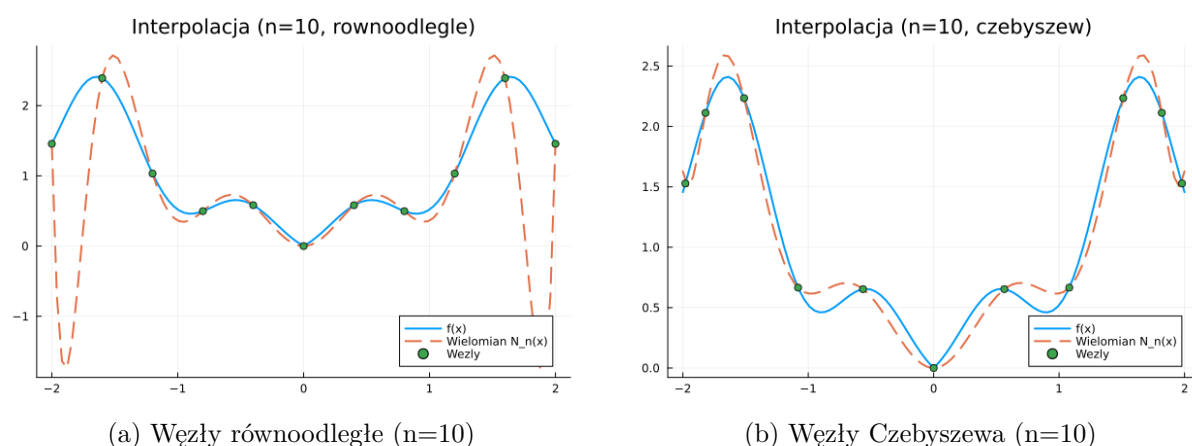 Interpolacja (n=10, rownoodlegle)
2
1
0
−1
f(x)
Wielomian N_n(x)
Wezly
−2 −1 0 1 2
(a) Węzły równoodległe (n=10)
Interpolacja (n=10, czebyszew)
2.5
2.0
1.5
1.0
0.5
0.0
f(x)
Wielomian N_n(x)
Wezly
−2 −1 0 1 2
(b) Węzły Czebyszewa (n=10)